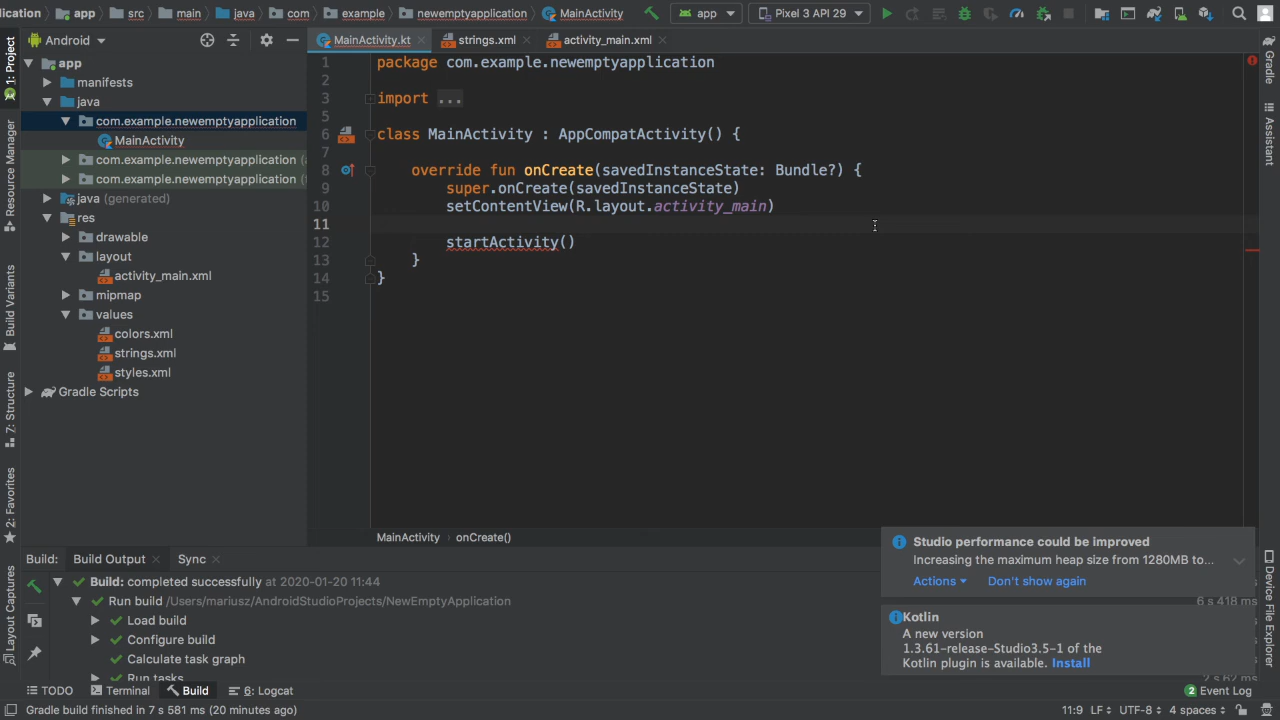 ication > app > src > main > java > com > example > newemptyapplication > MainActivity
app
Pixel 3 API 29
Android
MainActivity.kt
strings.xml
activity_main.xml
1: Project
Resource Manager
Build Variants
7: Structure
2: Favorites
Layout Captures
app
manifests
java
com.example.newemptyapplication
MainActivity
com.example.newemptyapplication (
com.example.newemptyapplication (
java (generated)
res
drawable
layout
activity_main.xml
mipmap
values
colors.xml
strings.xml
styles.xml
Gradle Scripts
1 package com.example.newemptyapplication
2
3 import ...
5
6 class MainActivity : AppCompatActivity() {
7
8 override fun onCreate(savedInstanceState: Bundle?) {
9 super.onCreate(savedInstanceState)
10 setContentView(R.layout.activity_main)
11
12 startActivity()
13 }
14 }
15
MainActivity > onCreate()
Gradle
Assistant
Device File Explorer
Build:
Build Output
Sync
Build: completed successfully at 2020-01-20 11:44
Run build /Users/mariusz/AndroidStudioProjects/NewEmptyApplication
6 s 418 ms
Load build
Configure build
Calculate task graph
Run tasks
Studio performance could be improved
Increasing the maximum heap size from 1280MB to...
Actions
Don't show again
Kotlin
A new version
1.3.61-release-Studio3.5-1 of the
Kotlin plugin is available. Install
TODO
Terminal
Build
6: Logcat
2 Event Log
Gradle build finished in 7 s 581 ms (20 minutes ago)
11:9 LF UTF-8 4 spaces